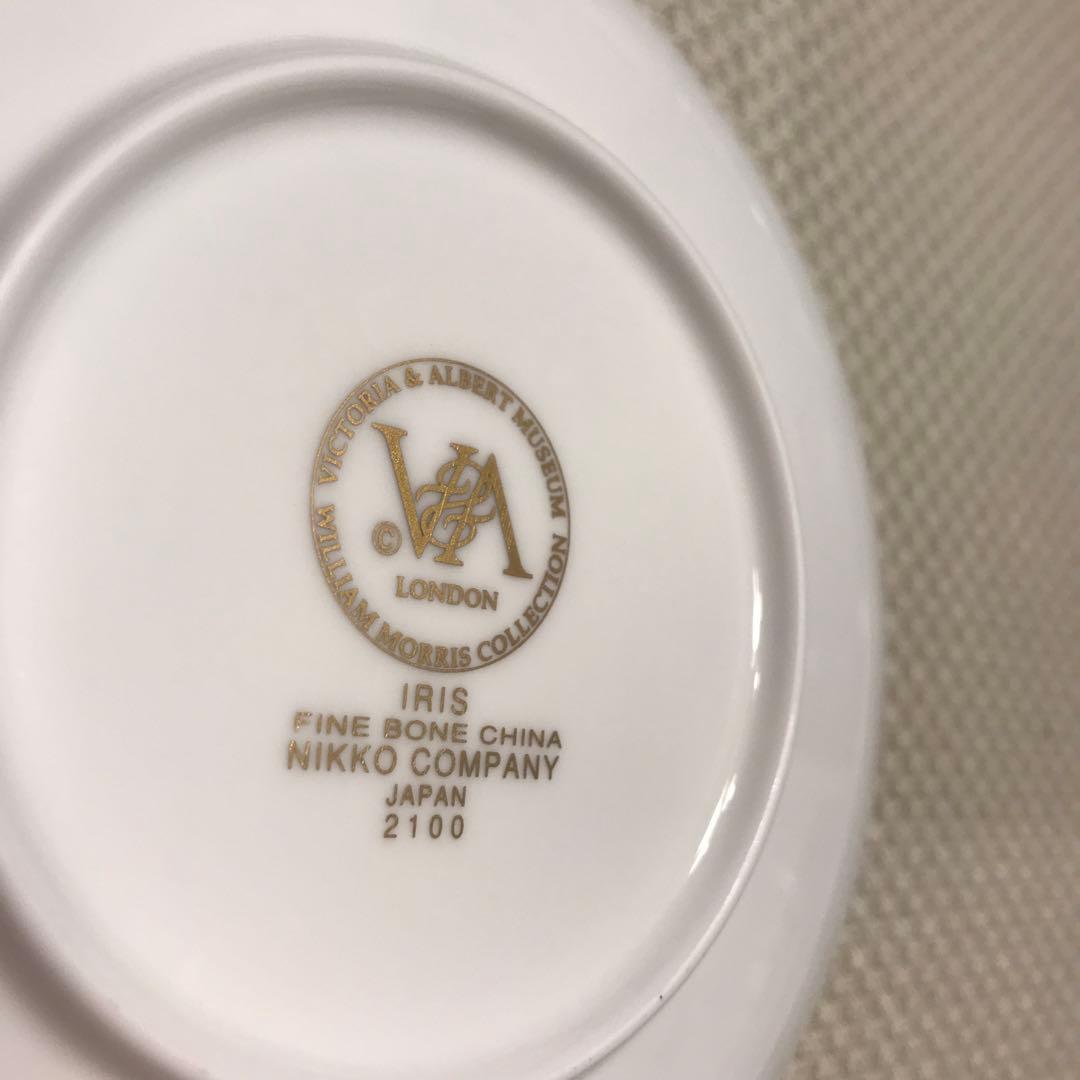 VICTORIA & ALBERT MUSEUM
WILLIAM MORRIS COLLECTION
V&A
©
LONDON
IRIS
FINE BONE CHINA
NIKKO COMPANY
JAPAN
2100